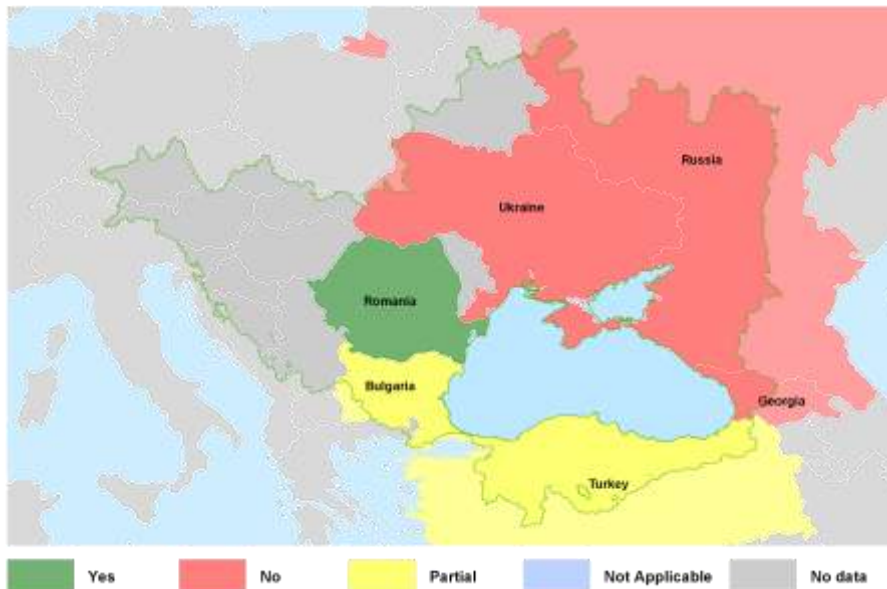 Russia
Ukraine
Romania
Bulgaria
Georgia
Turkey
Yes No Partial Not Applicable No data